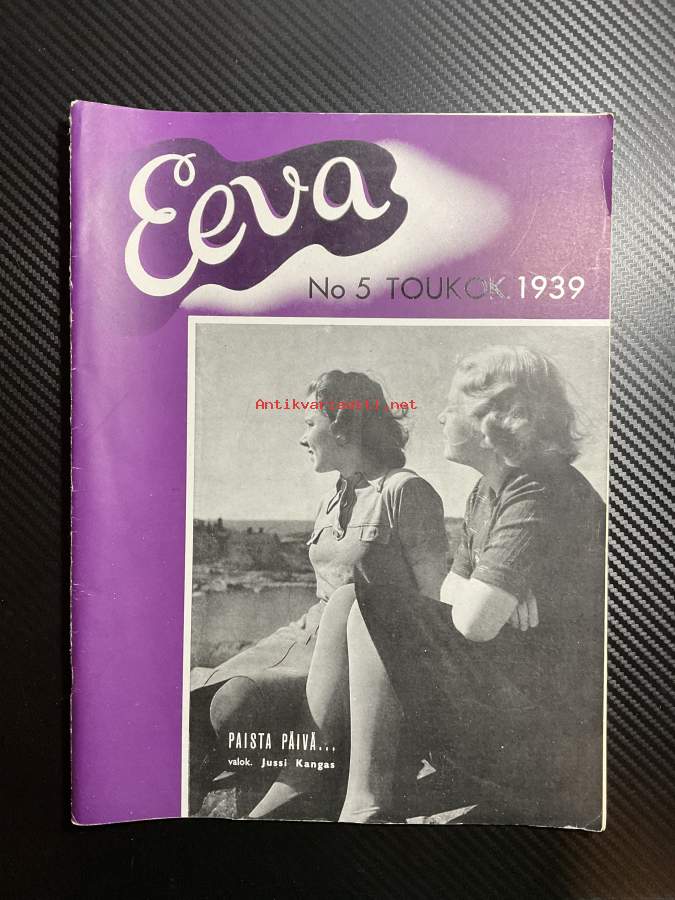 Eeva
No 5 TOUKOK. 1939
Antikvariaatti.net
PAISTA PÄIVÄ...
valok. Jussi Kangas